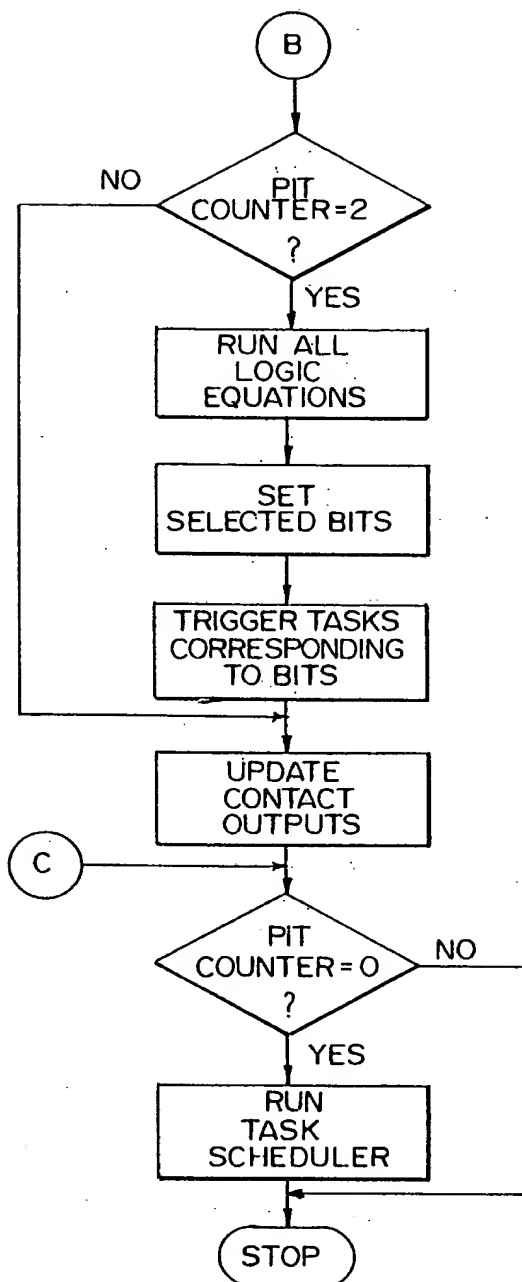 B
PIT
COUNTER=2
?
NO
YES
RUN ALL
LOGIC
EQUATIONS
SET
SELECTED BITS
TRIGGER TASKS
CORRESPONDING
TO BITS
UPDATE
CONTACT
OUTPUTS
C
PIT
COUNTER=0
?
NO
YES
RUN
TASK
SCHEDULER
STOP